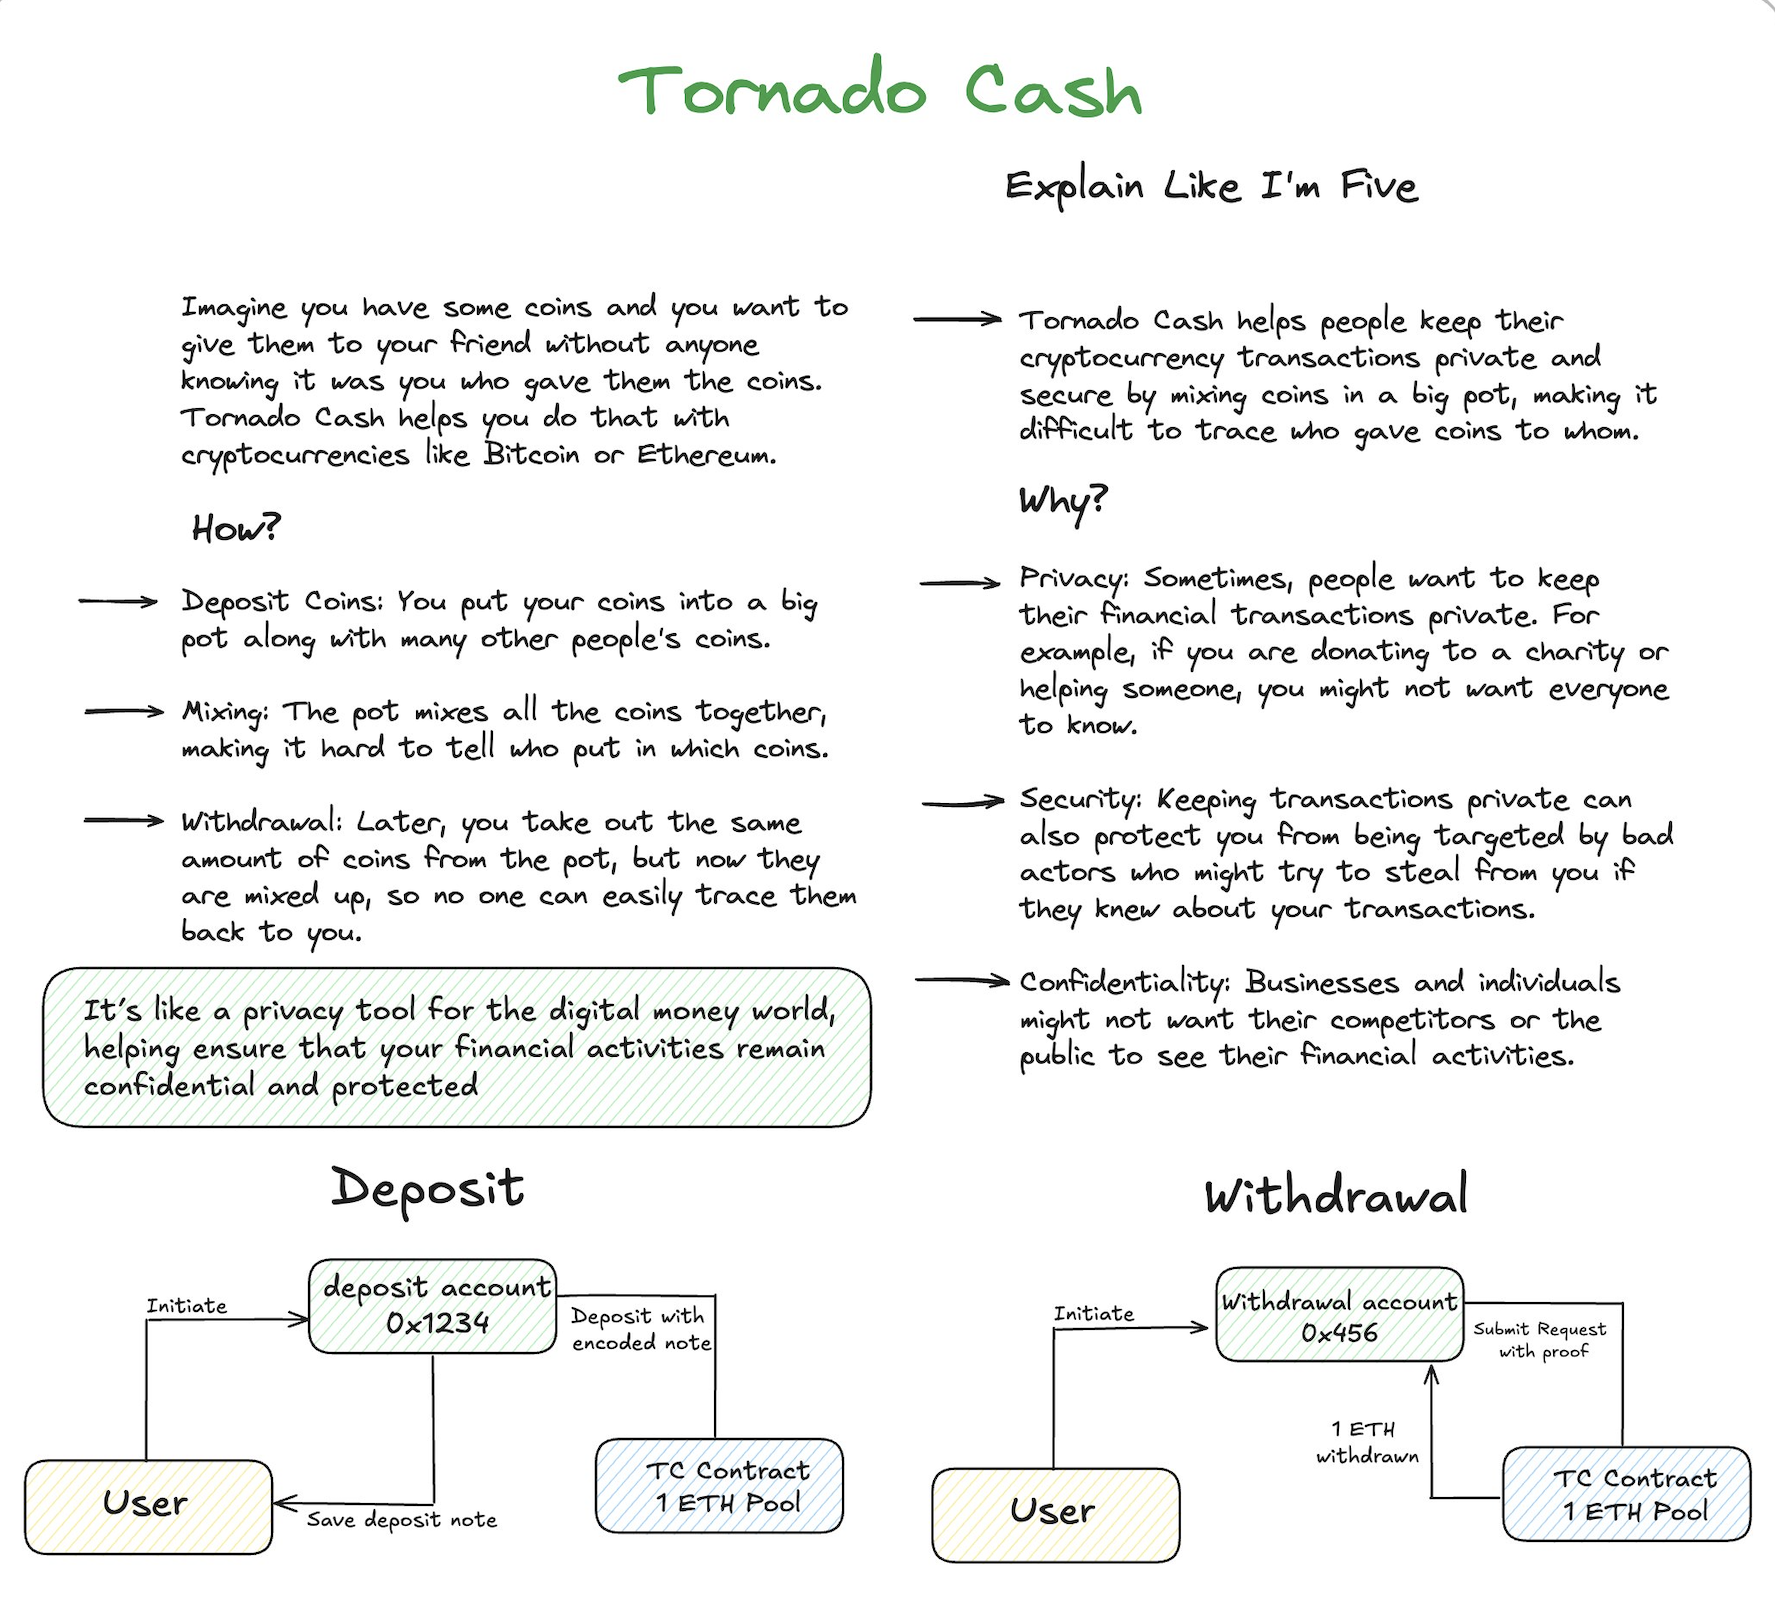 Tornado Cash
Explain Like I'm Five
Imagine you have some coins and you want to
give them to your friend without anyone
knowing it was you who gave them the coins.
Tornado Cash helps you do that with
cryptocurrencies like Bitcoin or Ethereum.
How?
Deposit Coins: You put your coins into a big
pot along with many other people's coins.
Mixing: The pot mixes all the coins together,
making it hard to tell who put in which coins.
Withdrawal: Later, you take out the same
amount of coins from the pot, but now they
are mixed up, so no one can easily trace them
back to you.
It's like a privacy tool for the digital money world,
helping ensure that your financial activities remain
confidential and protected
Tornado Cash helps people keep their
cryptocurrency transactions private and
secure by mixing coins in a big pot, making it
difficult to trace who gave coins to whom.
Why?
Privacy: Sometimes, people want to keep
their financial transactions private. For
example, if you are donating to a charity or
helping someone, you might not want everyone
to know.
Security: Keeping transactions private can
also protect you from being targeted by bad
actors who might try to steal from you if
they knew about your transactions.
Confidentiality: Businesses and individuals
might not want their competitors or the
public to see their financial activities.
Deposit
Initiate
deposit account
0x1234
Deposit with
encoded note
User
Save deposit note
TC Contract
1 ETH Pool
Withdrawal
Initiate
Withdrawal account
0x456
Submit Request
with proof
1 ETH
withdrawn
User
TC Contract
1 ETH Pool